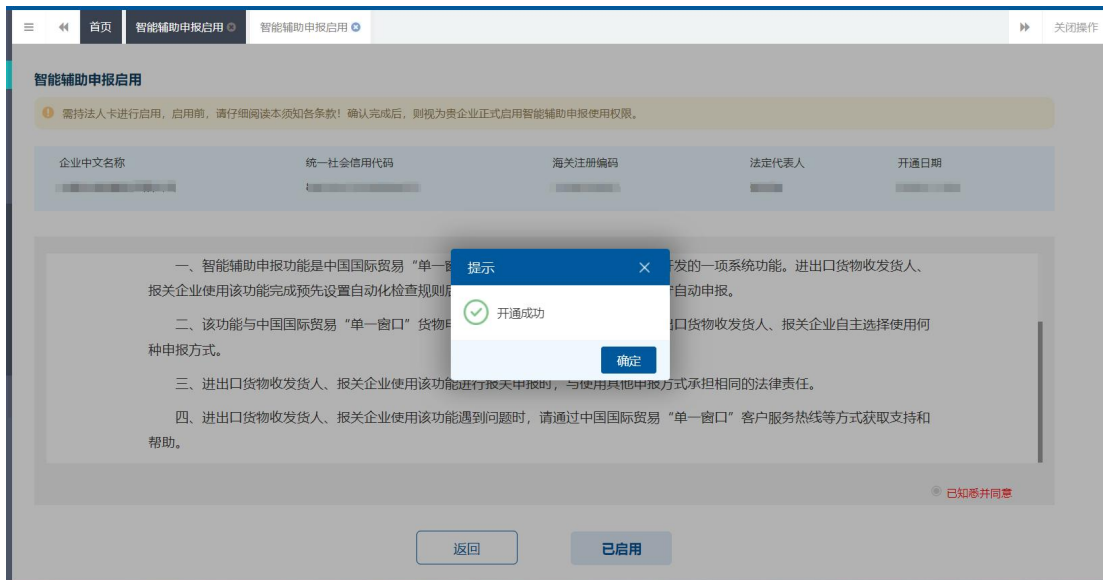 首页 智能辅助申报启用 智能辅助申报启用 关闭操作
智能辅助申报启用
需持法人卡进行启用，启用前，请仔细阅读本须知各条款！确认完成后，则视为贵企业正式启用智能辅助申报使用权限。
企业中文名称 统一社会信用代码 海关注册编码 法定代表人 开通日期
提示
开通成功
确定
一、智能辅助申报功能是中国国际贸易“单一 发的一项系统功能。进出口货物收发货人、
报关企业使用该功能完成预先设置自动化检查规则 自动申报。
二、该功能与中国国际贸易“单一窗口”货物 口货物收发货人、报关企业自主选择使用何
种申报方式。
三、进出口货物收发货人、报关企业使用该功能进行报关申报时，与使用其他申报方式承担相同的法律责任。
四、进出口货物收发货人、报关企业使用该功能遇到问题时，请通过中国国际贸易“单一窗口”客户服务热线等方式获取支持和
帮助。
已知悉并同意
返回 已启用